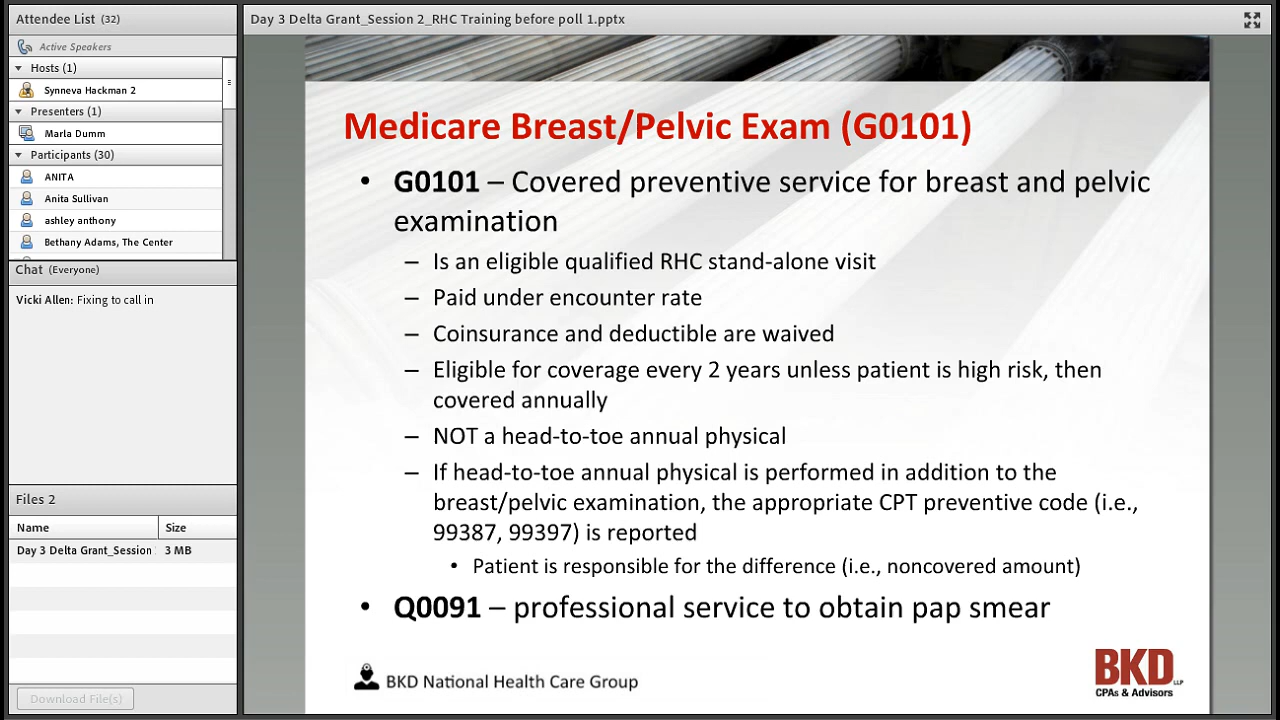 Attendee List (32)
Active Speakers
Hosts (1)
Synneva Hackman 2
Presenters (1)
Marla Dumm
Participants (30)
ANITA
Anita Sullivan
ashley anthony
Bethany Adams, The Center
Chat (Everyone)
Vicki Allen: Fixing to call in
Files 2
Name Size
Day 3 Delta Grant_Session 3 MB
Download File(s)
Day 3 Delta Grant_Session 2_RHC Training before poll 1.pptx
Medicare Breast/Pelvic Exam (G0101)
• G0101 – Covered preventive service for breast and pelvic
examination
– Is an eligible qualified RHC stand-alone visit
– Paid under encounter rate
– Coinsurance and deductible are waived
– Eligible for coverage every 2 years unless patient is high risk, then
covered annually
– NOT a head-to-toe annual physical
– If head-to-toe annual physical is performed in addition to the
breast/pelvic examination, the appropriate CPT preventive code (i.e.,
99387, 99397) is reported
• Patient is responsible for the difference (i.e., noncovered amount)
• Q0091 – professional service to obtain pap smear
BKD National Health Care Group
BKD LLP
CPAs & Advisors